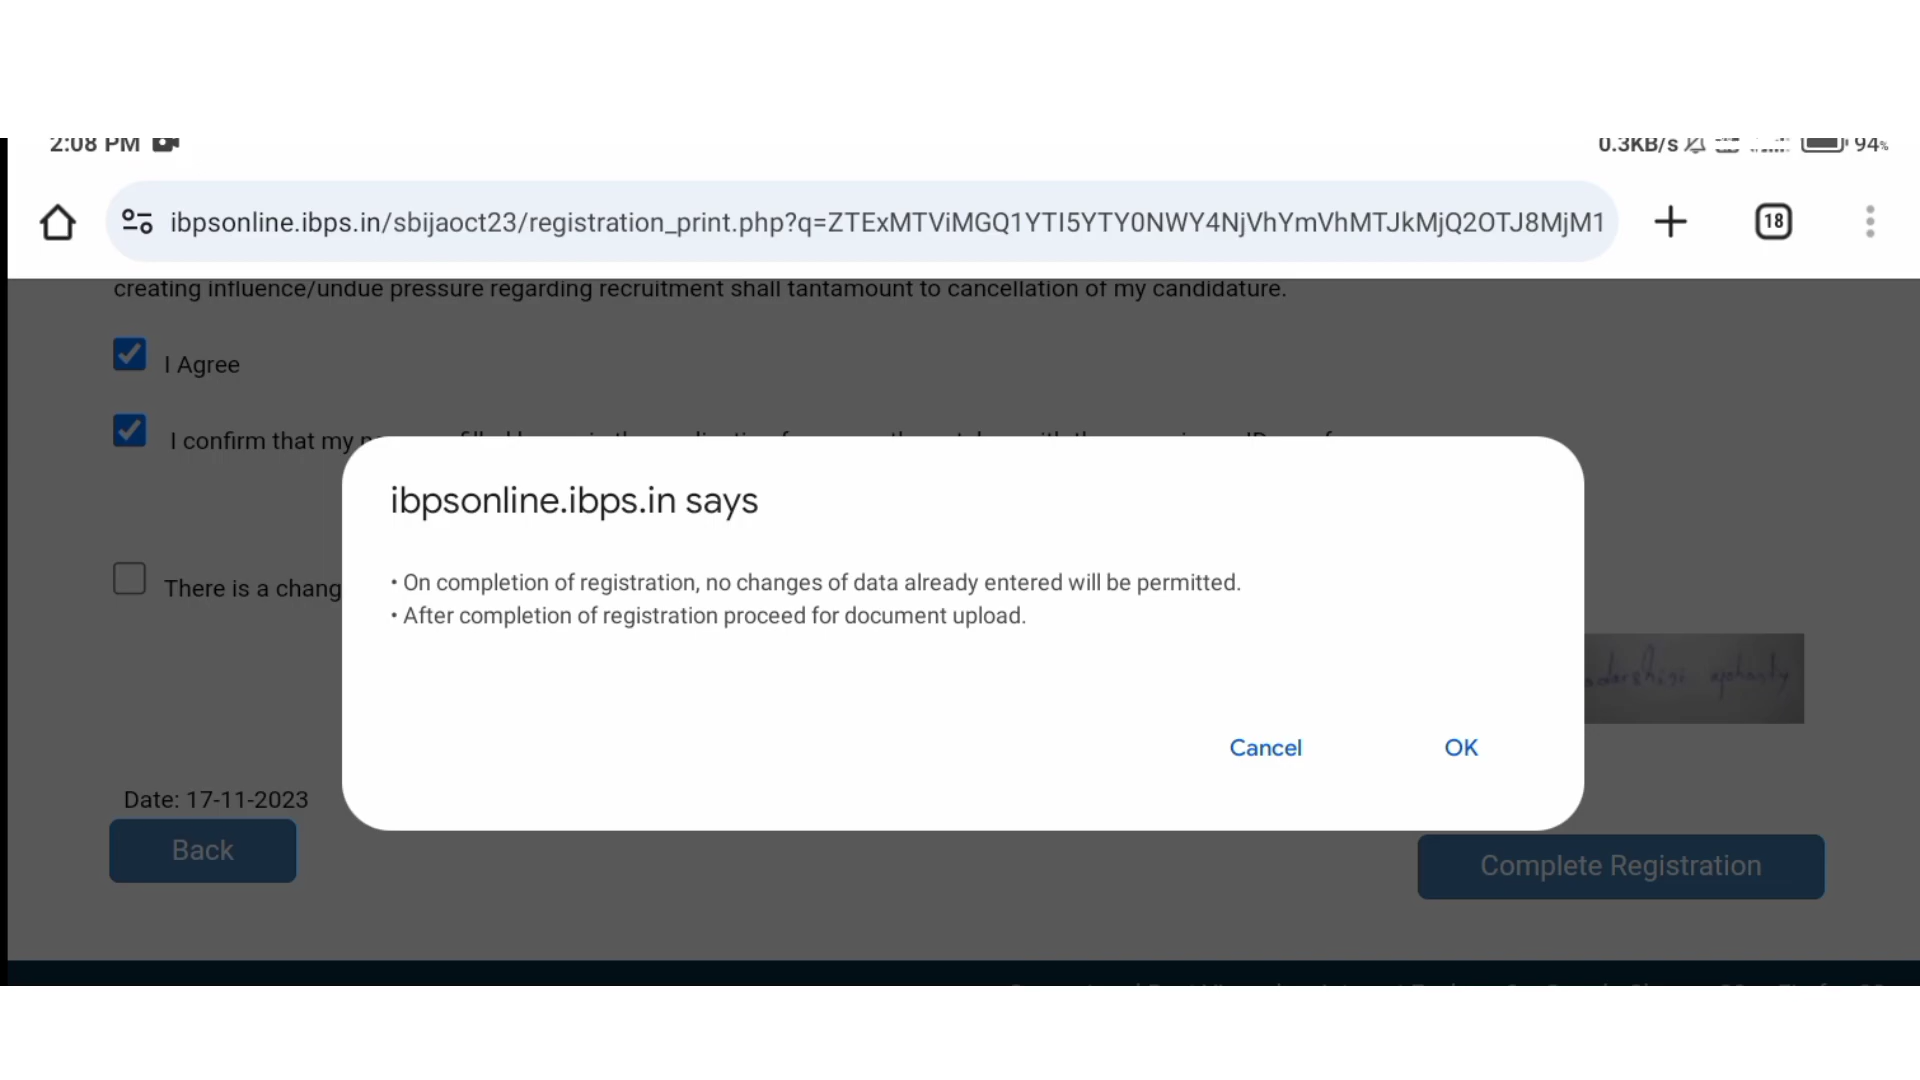 2:08 PM
0.3KB/s 94%
ibpsonline.ibps.in/sbijaoct23/registration_print.php?q=ZTExMTViMGQ1YTI5YTY0NWY4NjVhYmVhMTJkMjQ2OTJ8MjM1
18
creating influence/undue pressure regarding recruitment shall tantamount to cancellation of my candidature.
I Agree
I confirm that my
ibpsonline.ibps.in says
• On completion of registration, no changes of data already entered will be permitted.
• After completion of registration proceed for document upload.
There is a chang
Cancel
OK
Date: 17-11-2023
Back
Complete Registration